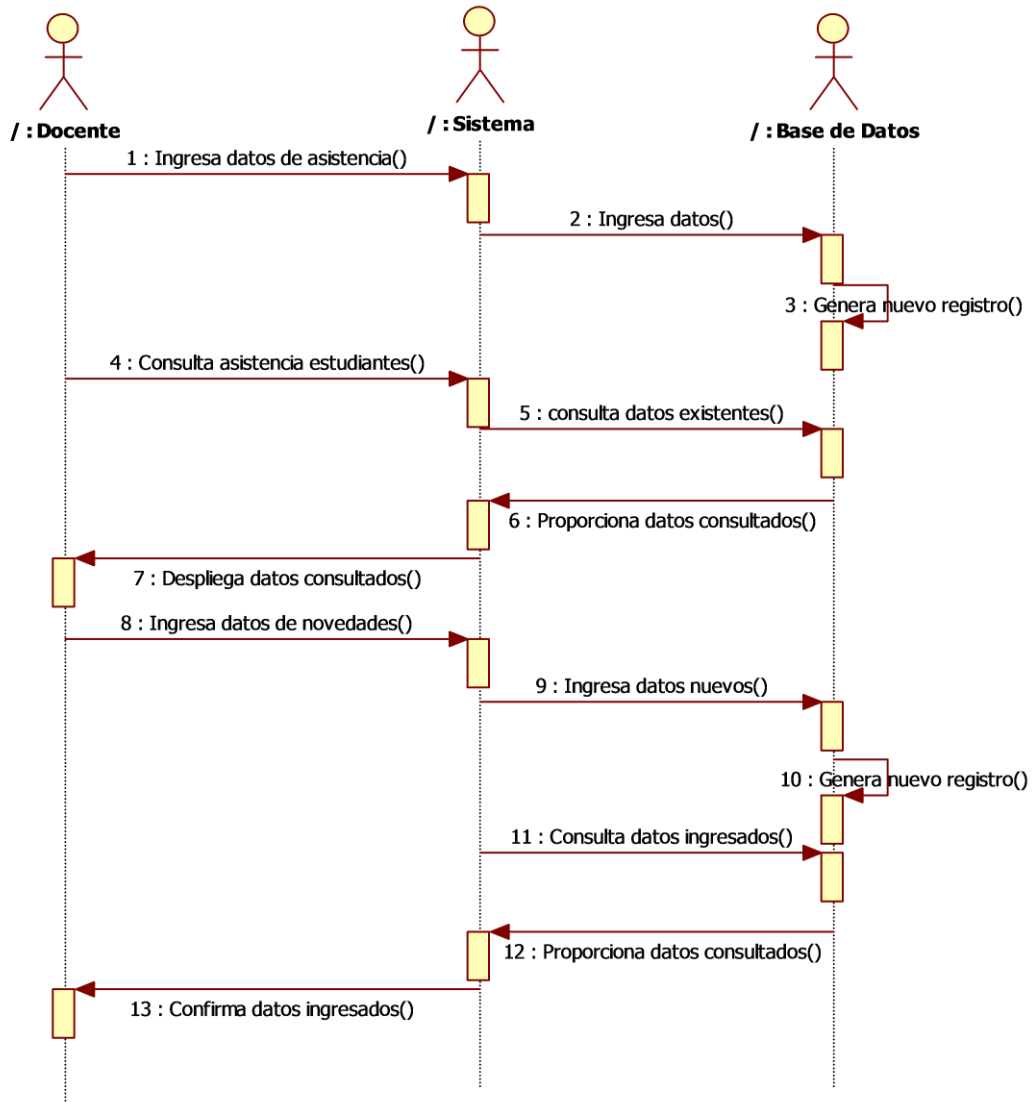 / : Docente
/ : Sistema
/ : Base de Datos
1 : Ingresa datos de asistencia()
2 : Ingresa datos()
3 : Genera nuevo registro()
4 : Consulta asistencia estudiantes()
5 : consulta datos existentes()
6 : Proporciona datos consultados()
7 : Despliega datos consultados()
8 : Ingresa datos de novedades()
9 : Ingresa datos nuevos()
10 : Genera nuevo registro()
11 : Consulta datos ingresados()
12 : Proporciona datos consultados()
13 : Confirma datos ingresados()